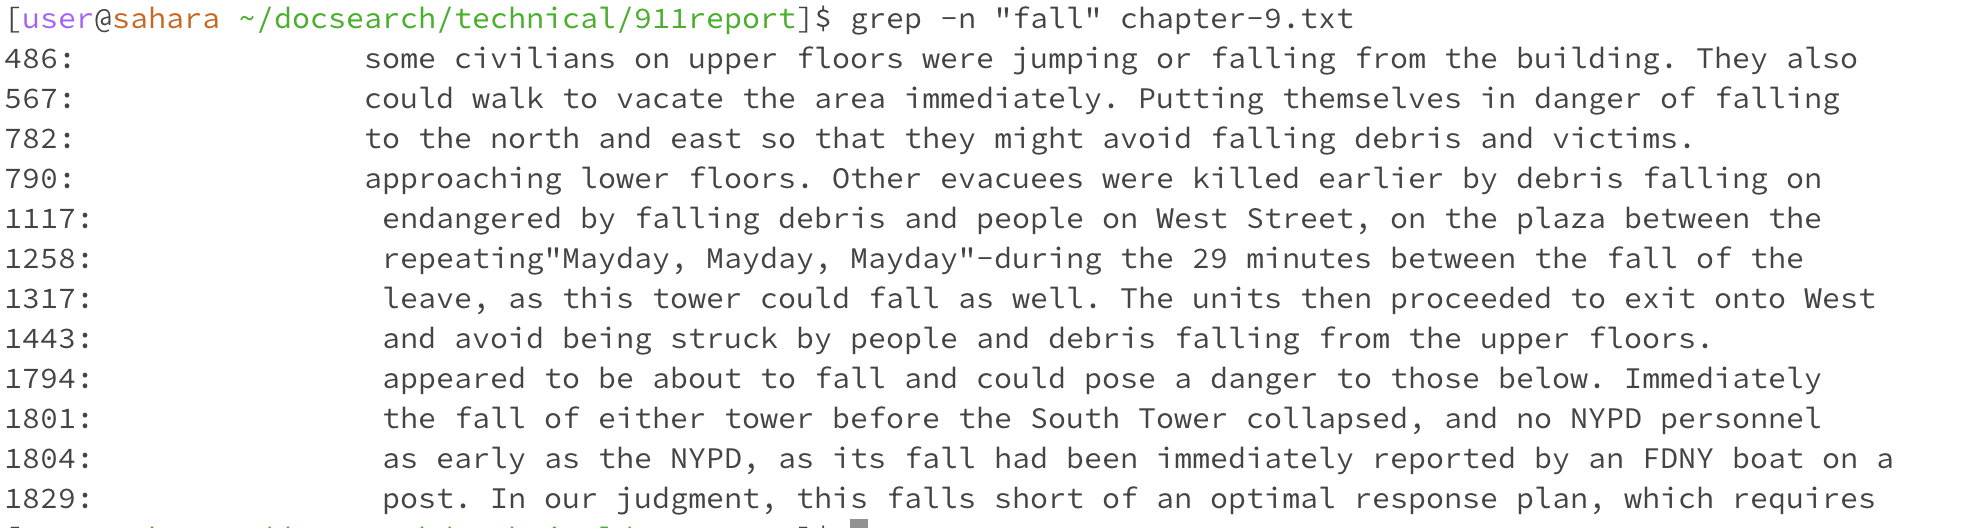 [user@sahara ~/docsearch/technical/911report]$ grep -n "fall" chapter-9.txt
486:                some civilians on upper floors were jumping or falling from the building. They also
567:                could walk to vacate the area immediately. Putting themselves in danger of falling
782:                to the north and east so that they might avoid falling debris and victims.
790:                approaching lower floors. Other evacuees were killed earlier by debris falling on
1117:                endangered by falling debris and people on West Street, on the plaza between the
1258:                repeating"Mayday, Mayday, Mayday"-during the 29 minutes between the fall of the
1317:                leave, as this tower could fall as well. The units then proceeded to exit onto West
1443:                and avoid being struck by people and debris falling from the upper floors.
1794:                appeared to be about to fall and could pose a danger to those below. Immediately
1801:                the fall of either tower before the South Tower collapsed, and no NYPD personnel
1804:                as early as the NYPD, as its fall had been immediately reported by an FDNY boat on a
1829:                post. In our judgment, this falls short of an optimal response plan, which requires